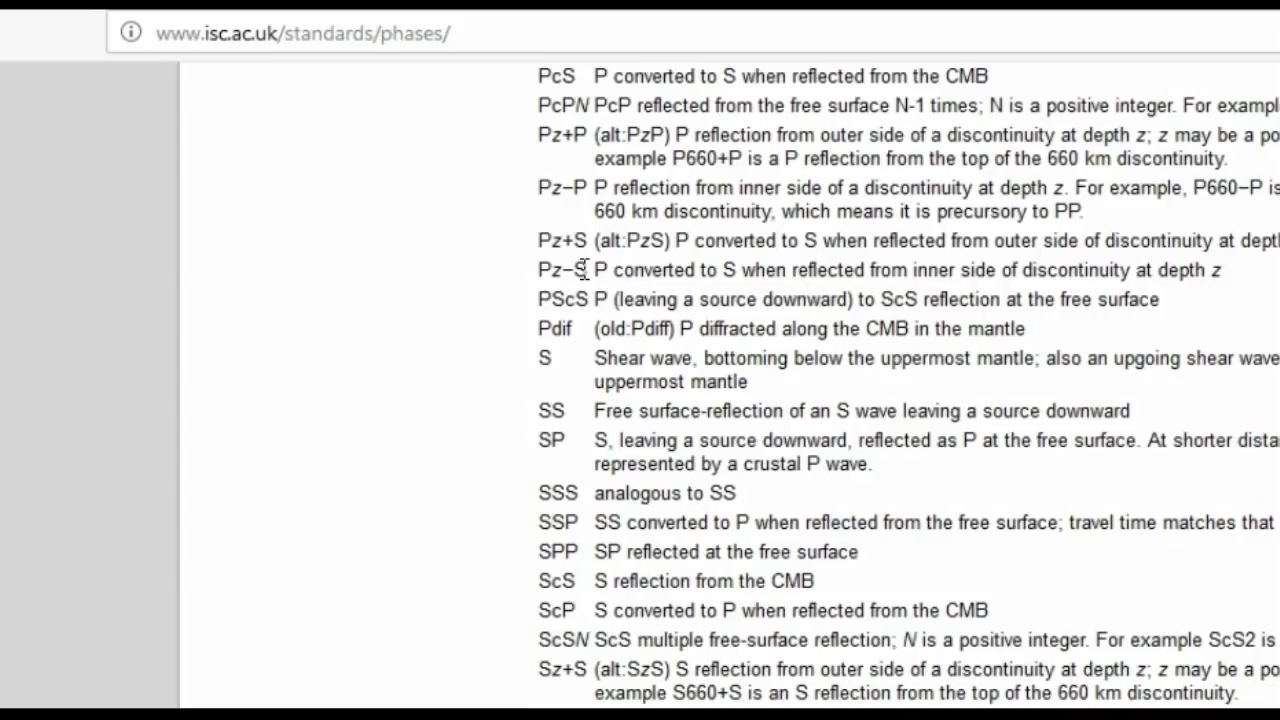 www.isc.ac.uk/standards/phases/
PcS P converted to S when reflected from the CMB
PcPN PcP reflected from the free surface N-1 times; N is a positive integer. For
Pz+P (alt:PzP) P reflection from outer side of a discontinuity at depth z; z may be a
example P660+P is a P reflection from the top of the 660 km discontinuity.
Pz−P P reflection from inner side of a discontinuity at depth z. For example, P660−P is
660 km discontinuity, which means it is precursory to PP.
Pz+S (alt:PzS) P converted to S when reflected from outer side of discontinuity at
Pz−S P converted to S when reflected from inner side of discontinuity at depth z
PScS P (leaving a source downward) to ScS reflection at the free surface
Pdif (old:Pdiff) P diffracted along the CMB in the mantle
S Shear wave, bottoming below the uppermost mantle; also an upgoing shear wave
uppermost mantle
SS Free surface-reflection of an S wave leaving a source downward
SP S, leaving a source downward, reflected as P at the free surface. At shorter
represented by a crustal P wave.
SSS analogous to SS
SSP SS converted to P when reflected from the free surface; travel time matches that
SPP SP reflected at the free surface
ScS S reflection from the CMB
ScP S converted to P when reflected from the CMB
ScSN ScS multiple free-surface reflection; N is a positive integer. For example ScS2 is
Sz+S (alt:SzS) S reflection from outer side of a discontinuity at depth z; z may be a
example S660+S is an S reflection from the top of the 660 km discontinuity.